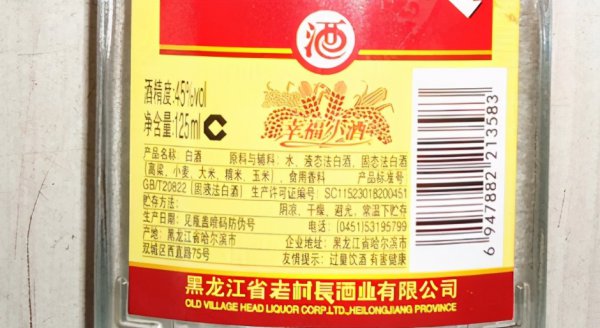 酒
酒精度:45%vol
净含量:125ml C
幸福小酒
产品名称: 白酒 原料与辅料: 水、液态法白酒、固态法白酒
(高粱、小麦、大米、糯米、玉米)、食用香料 产品标准号:
GB/T20822 (固液法白酒) 生产许可证编号: SC11523018200451
贮存方法: 阴凉、干燥、避光、常温下贮存
生产日期: 见瓶盖喷码防伪号 电话: (0451)53195799
产地: 黑龙江省哈尔滨市 企业地址: 黑龙江省哈尔滨市
双城区西直路75号 友情提示: 过量饮酒 有害健康
6 947882 213583
黑龙江省老村長酒业有限公司
OLD VILLAGE HEAD LIQUOR CORP.LTD.,HEILONGJIANG PROVINCE